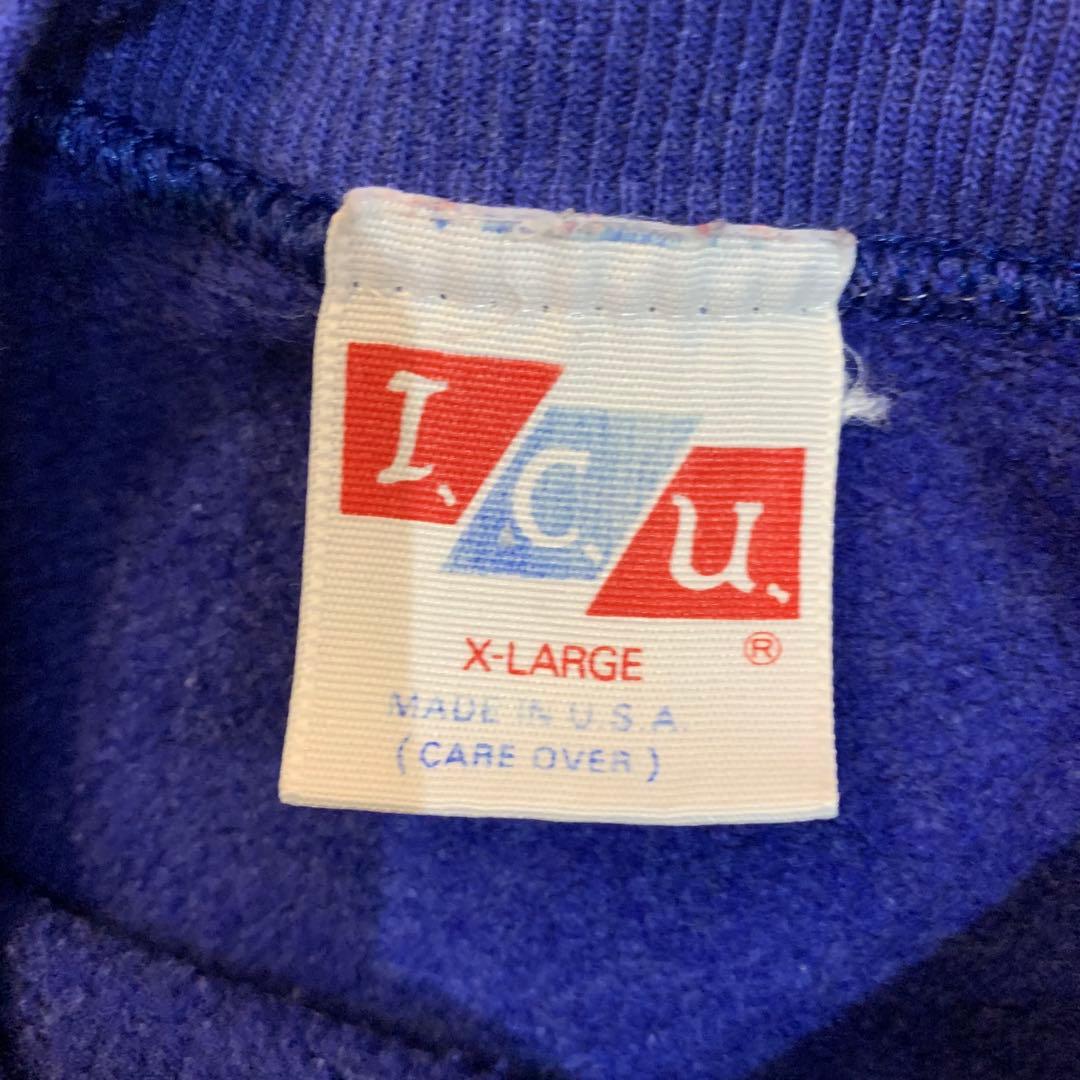 I.C.U.
X-LARGE ®
MADE IN U.S.A.
(CARE OVER)